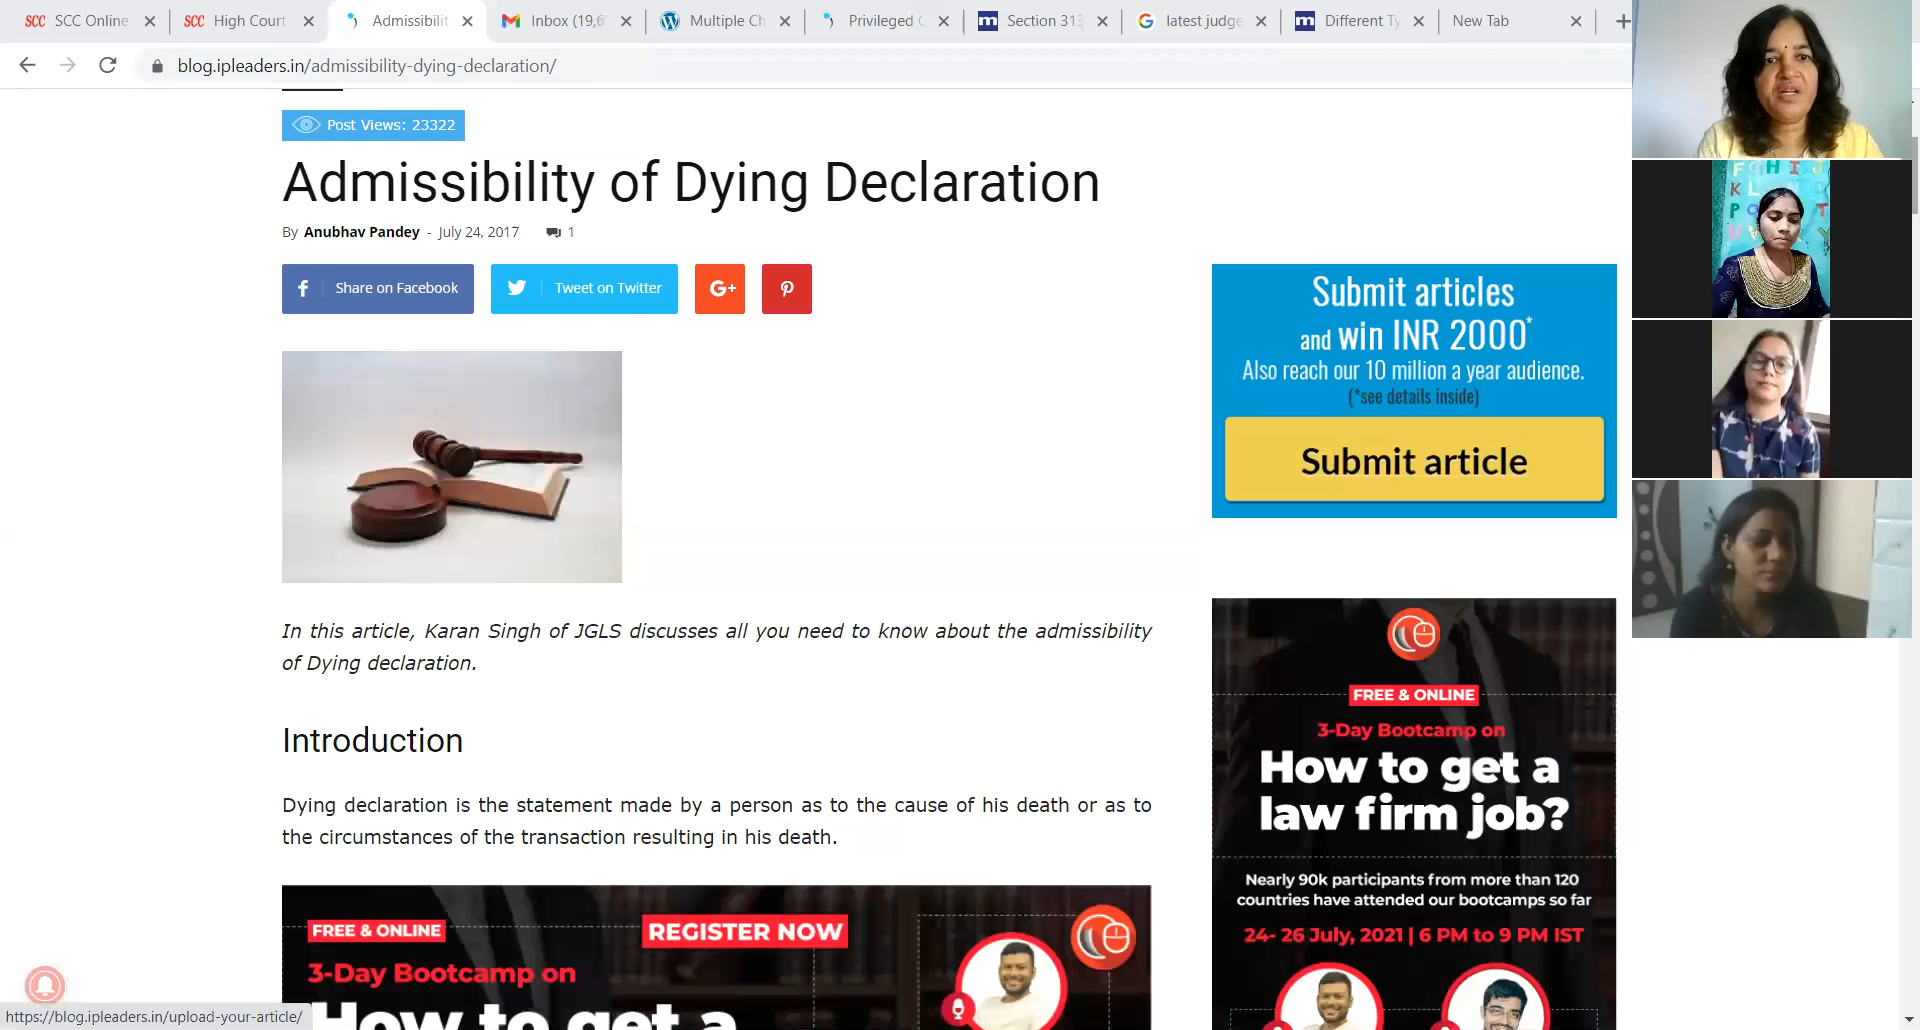 SCC SCC Online
SCC High Court
Admissibilit
Inbox (19,6
Multiple Ch
Privileged C
m Section 313
G latest judge
m Different Ty
New Tab
blog.ipleaders.in/admissibility-dying-declaration/
Post Views: 23322
Admissibility of Dying Declaration
By Anubhav Pandey - July 24, 2017 1
f Share on Facebook
Tweet on Twitter
G+
Submit articles
and win INR 2000*
Also reach our 10 million a year audience.
(*see details inside)
Submit article
In this article, Karan Singh of JGLS discusses all you need to know about the admissibility
of Dying declaration.
Introduction
Dying declaration is the statement made by a person as to the cause of his death or as to
the circumstances of the transaction resulting in his death.
FREE & ONLINE
REGISTER NOW
3-Day Bootcamp on
How to get a
FREE & ONLINE
3-Day Bootcamp on
How to get a
law firm job?
Nearly 90k participants from more than 120
countries have attended our bootcamps so far
24- 26 July, 2021 | 6 PM to 9 PM IST
https://blog.ipleaders.in/upload-your-article/